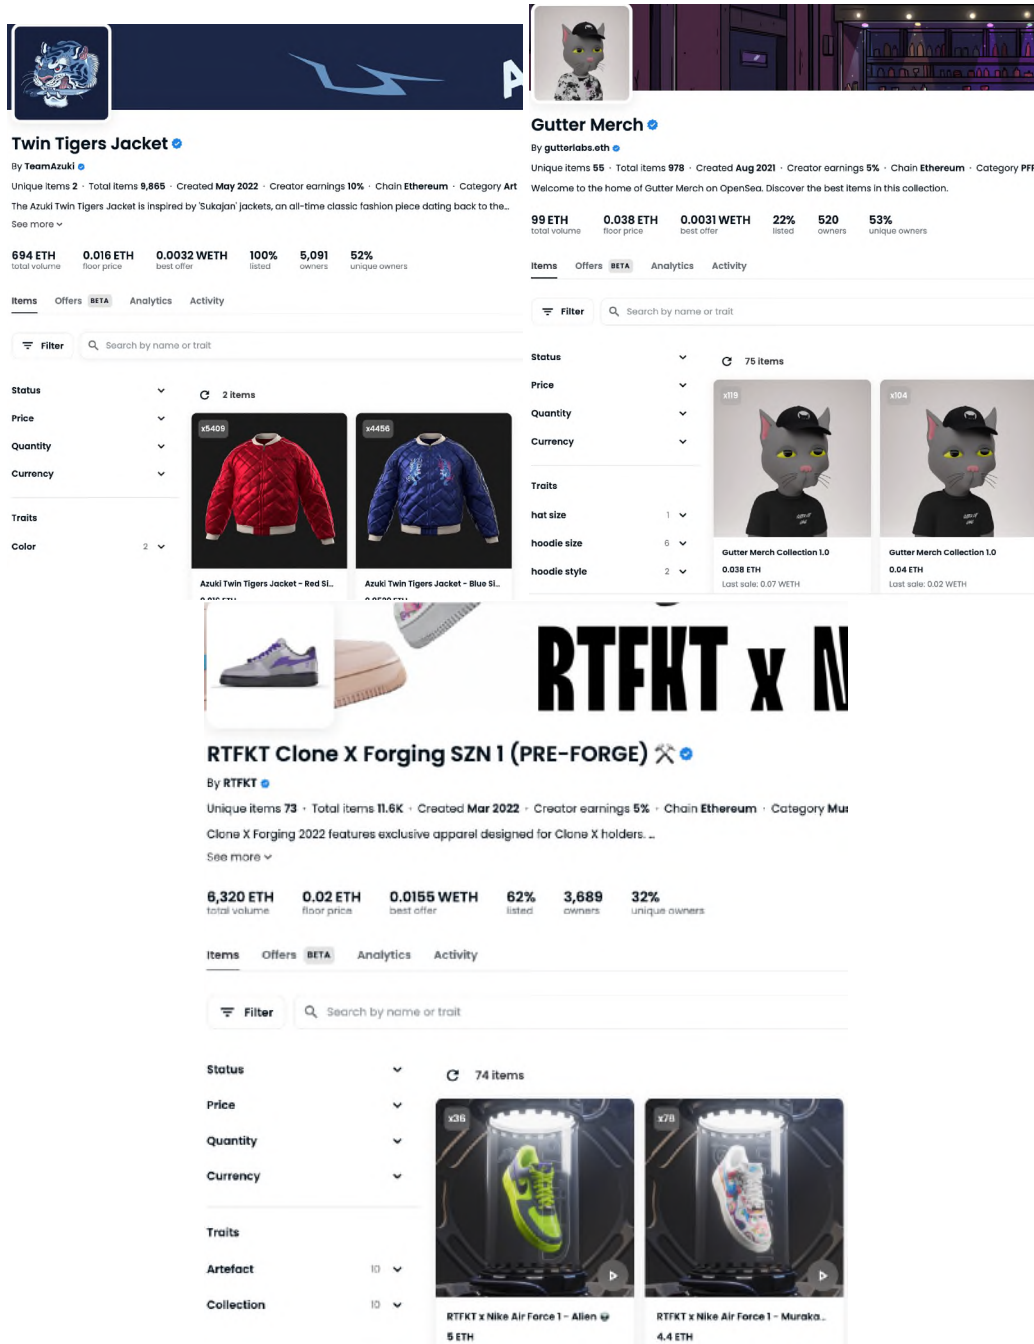 A
Twin Tigers Jacket
By TeamAzuki
Unique items 2 · Total items 9,865 · Created May 2022 · Creator earnings 10% · Chain Ethereum · Category Art
The Azuki Twin Tigers Jacket is inspired by 'Sukajan' jackets, an all-time classic fashion piece dating back to the...
See more
694 ETH 0.016 ETH 0.0032 WETH 100% 5,091 52%
total volume floor price best offer listed owners unique owners
Items Offers BETA Analytics Activity
Filter Search by name or trait
Status
Price
Quantity
Currency
Traits
Color 2
2 items
x5409 x4456
Azuki Twin Tigers Jacket - Red Si... Azuki Twin Tigers Jacket - Blue Si...
Gutter Merch
By gutterlabs.eth
Unique items 55 · Total items 978 · Created Aug 2021 · Creator earnings 5% · Chain Ethereum · Category PFP
Welcome to the home of Gutter Merch on OpenSea. Discover the best items in this collection.
99 ETH 0.038 ETH 0.0031 WETH 22% 520 53%
total volume floor price best offer listed owners unique owners
Items Offers BETA Analytics Activity
Filter Search by name or trait
Status
Price
Quantity
Currency
Traits
hat size 1
hoodie size 6
hoodie style 2
75 items
x119 x104
Gutter Merch Collection 1.0 Gutter Merch Collection 1.0
0.038 ETH 0.04 ETH
Last sale: 0.07 WETH Last sale: 0.02 WETH
RTFKT x N
RTFKT Clone X Forging SZN 1 (PRE-FORGE)
By RTFKT
Unique items 73 · Total items 11.6K · Created Mar 2022 · Creator earnings 5% · Chain Ethereum · Category Mus
Clone X Forging 2022 features exclusive apparel designed for Clone X holders. ...
See more
6,320 ETH 0.02 ETH 0.0155 WETH 62% 3,689 32%
total volume floor price best offer listed owners unique owners
Items Offers BETA Analytics Activity
Filter Search by name or trait
Status
Price
Quantity
Currency
Traits
Artefact 10
Collection 10
74 items
x36 x78
RTFKT x Nike Air Force 1 - Alien RTFKT x Nike Air Force 1 - Muraka...
5 ETH 4.4 ETH